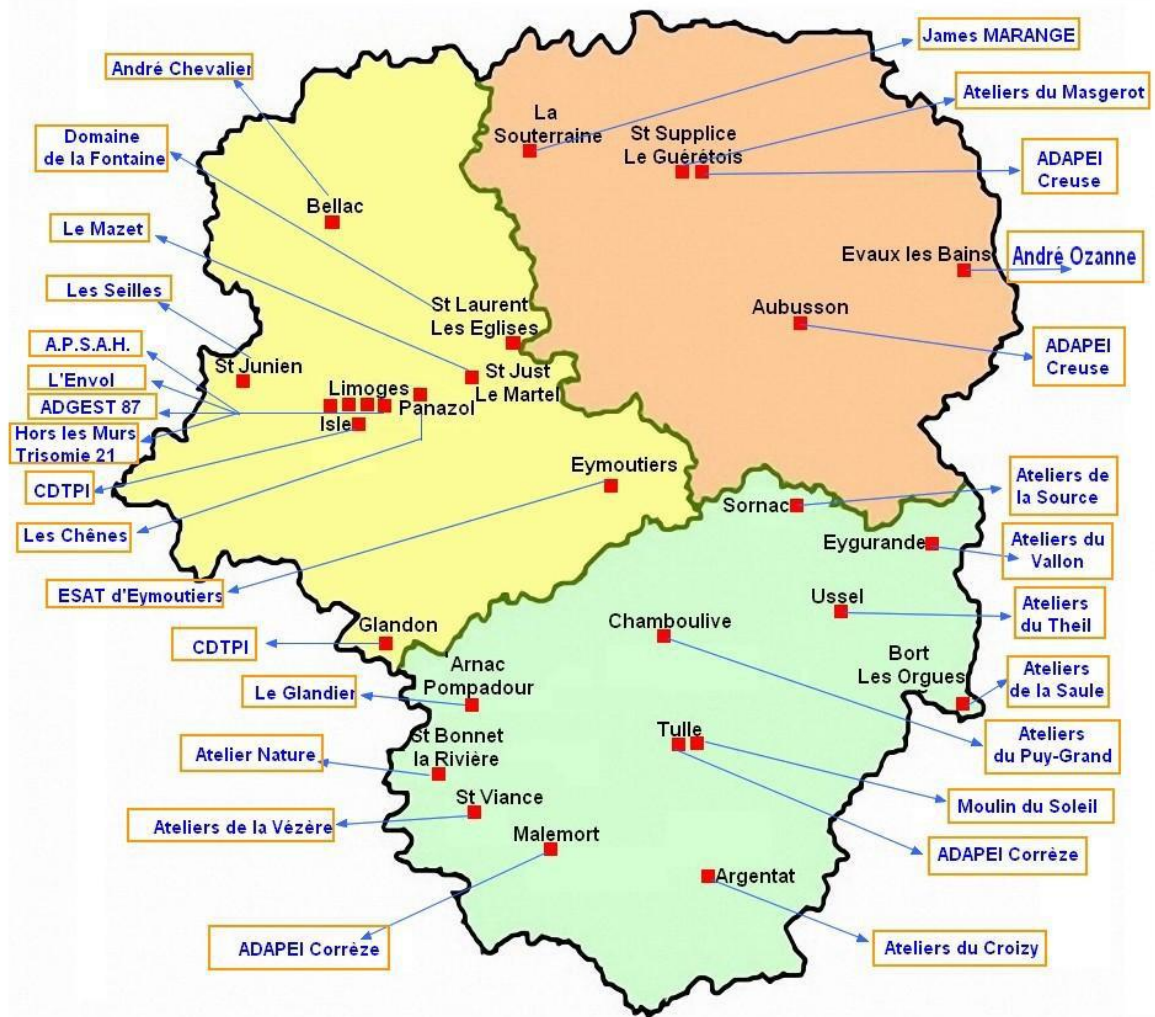 James MARANGE
André Chevalier
Ateliers du Masgerot
La
Souterraine
St Supplice
Le Guérétois
Domaine
de la Fontaine
ADAPEI
Creuse
Bellac
Le Mazet
Evaux les Bains
André Ozanne
Les Seilles
St Laurent
Les Eglises
Aubusson
A.P.S.A.H.
ADAPEI
Creuse
St Junien
St Just
Le Martel
L'Envol
Limoges
Panazol
ADGEST 87
Isle
Hors les Murs
Trisomie 21
CDTPI
Eymoutiers
Ateliers de
la Source
Sornac
Les Chênes
Eygurande
Ateliers du
Vallon
ESAT d'Eymoutiers
Ussel
Ateliers
du Theil
Glandon
Chamboulive
CDTPI
Arnac
Pompadour
Bort
Les Orgues
Ateliers
de la Saule
Le Glandier
St Bonnet
la Rivière
Tulle
Ateliers
du Puy-Grand
Atelier Nature
St Viance
Moulin du Soleil
Ateliers de la Vézère
Malemort
ADAPEI Corrèze
Argentat
ADAPEI Corrèze
Ateliers du Croizy